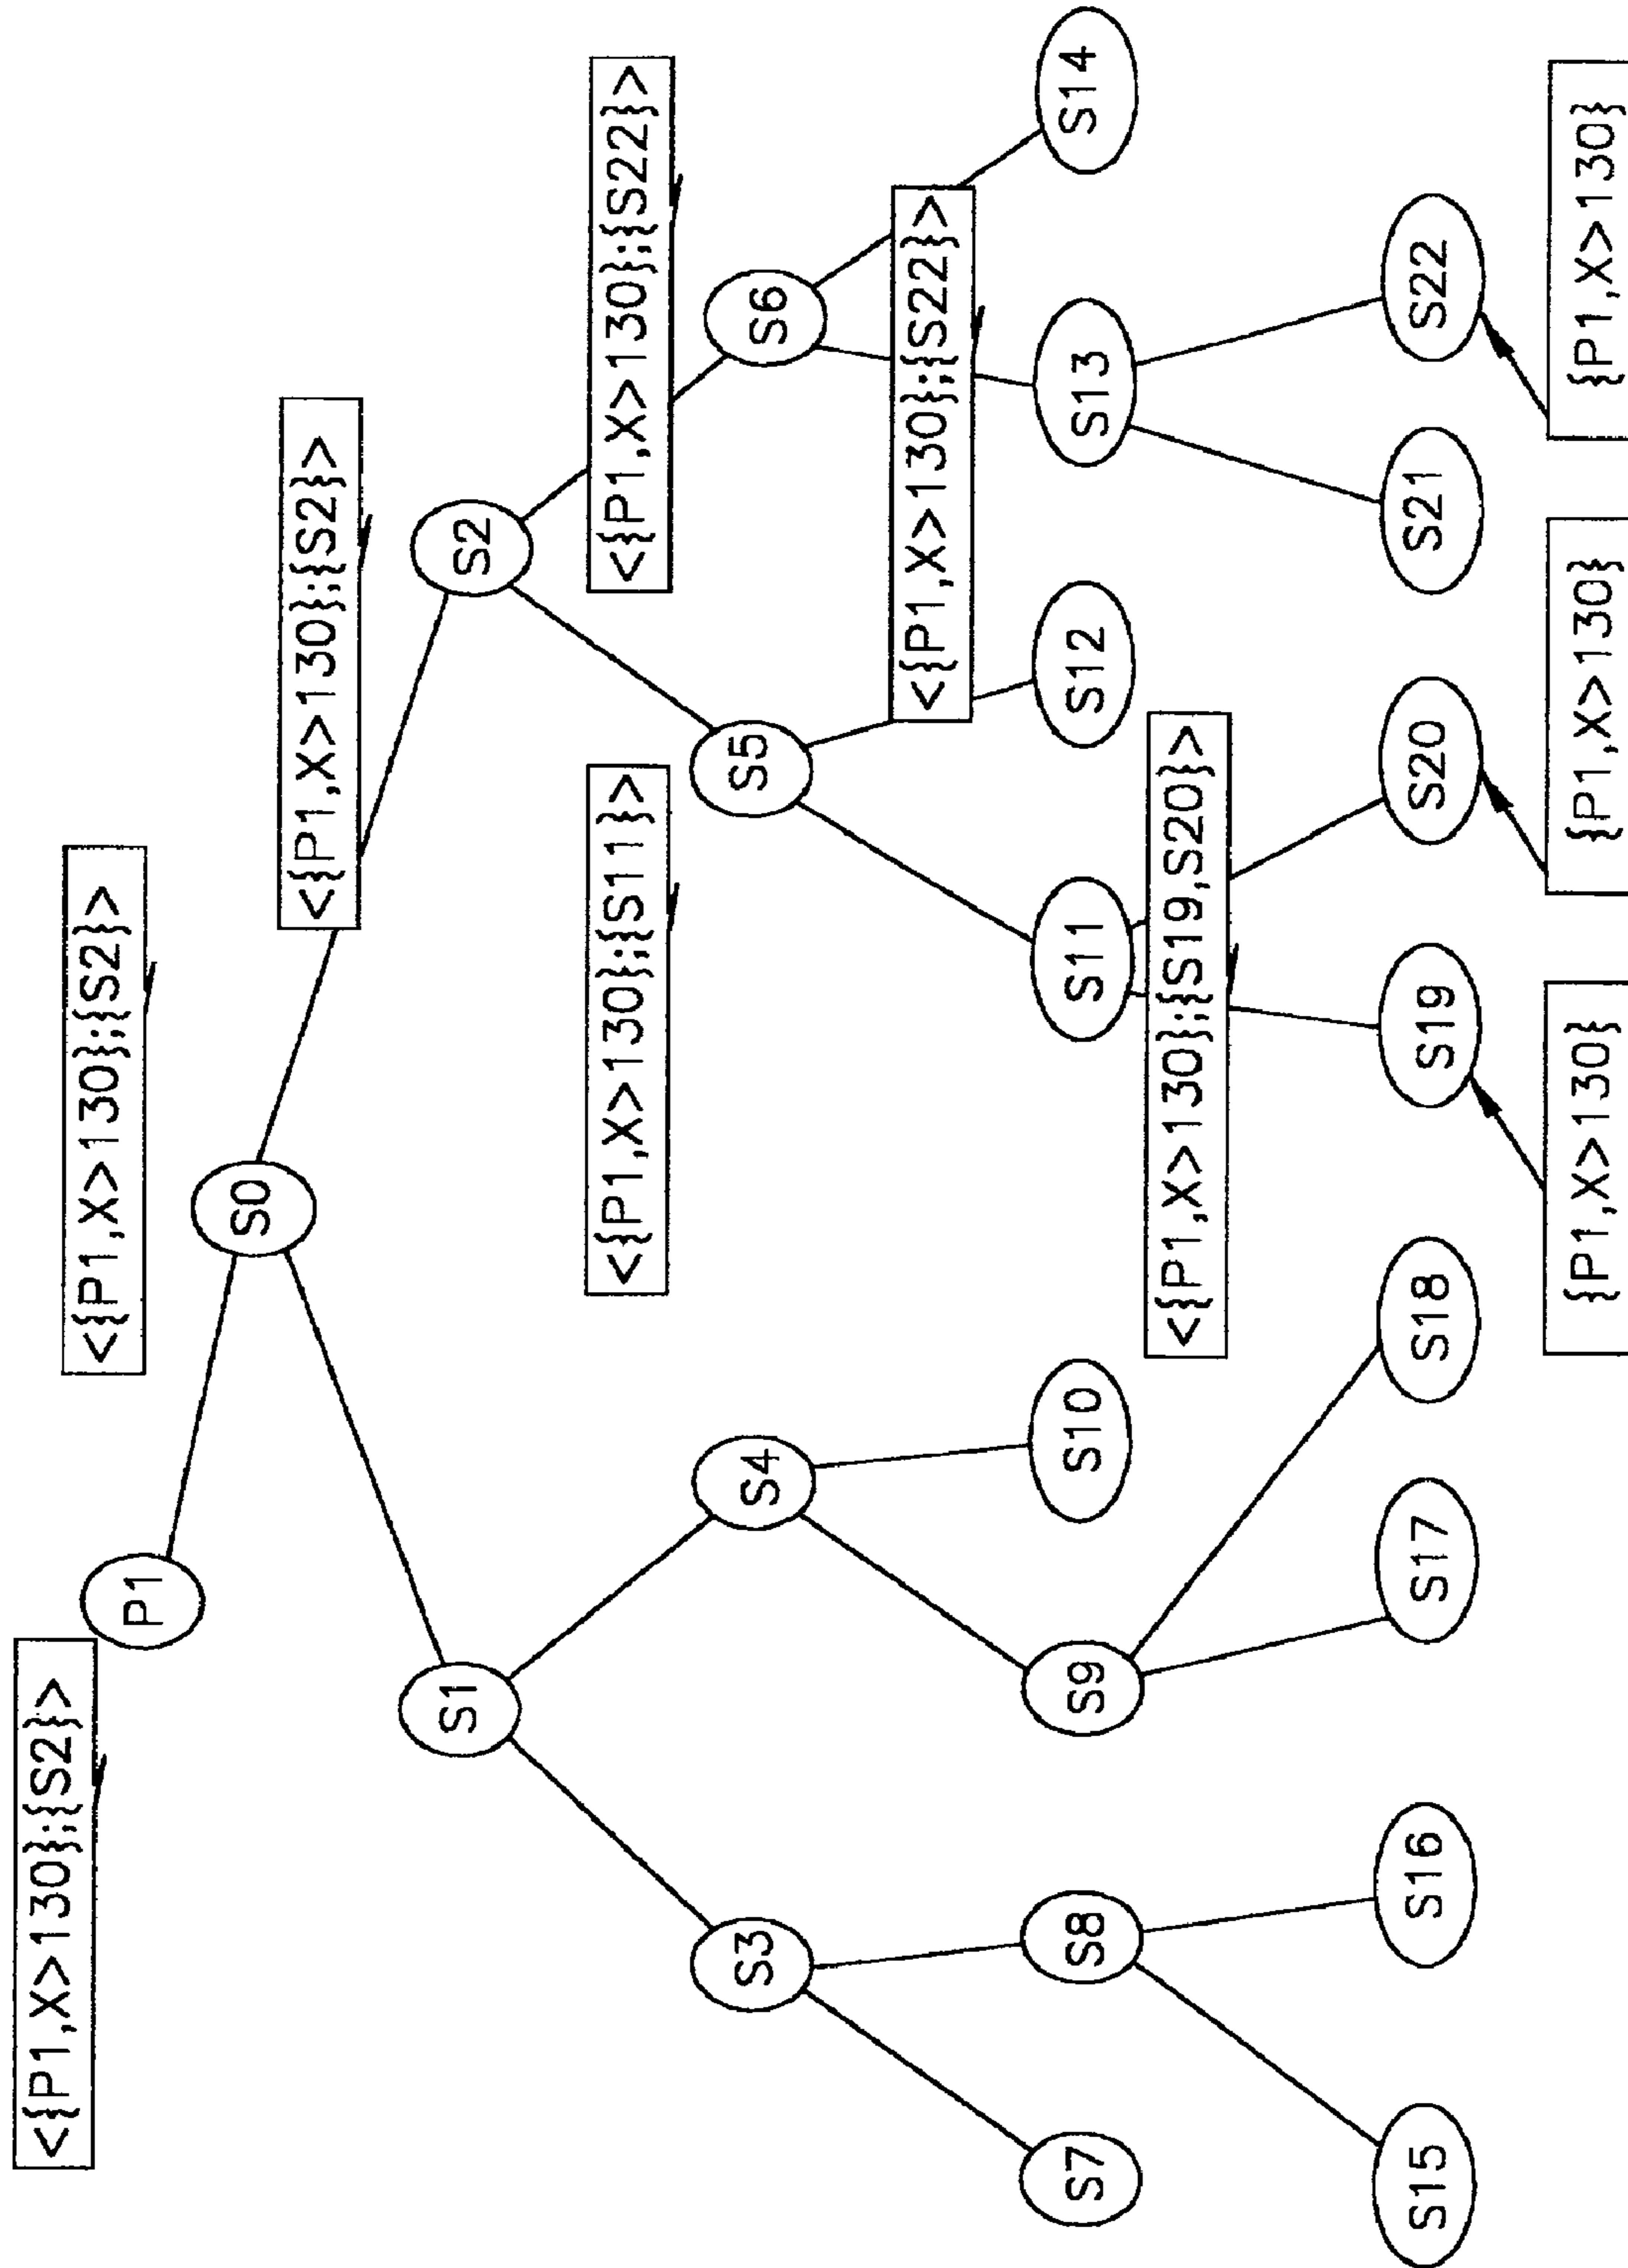 <{P1,X>130};{S2}>
P1
<{P1,X>130};{S2}>
S0
<{P1,X>130};{S2}>
S1
S2
<{P1,X>130};{S11}>
<{P1,X>130};{S22}>
S3
S4
S5
S6
<{P1,X>130};{S22}>
S7
S8
S9
S10
S11
S12
S13
S14
<{P1,X>130};{S19,S20}>
S15
S16
S17
S18
S19
S20
S21
S22
{P1,X>130}
{P1,X>130}
{P1,X>130}